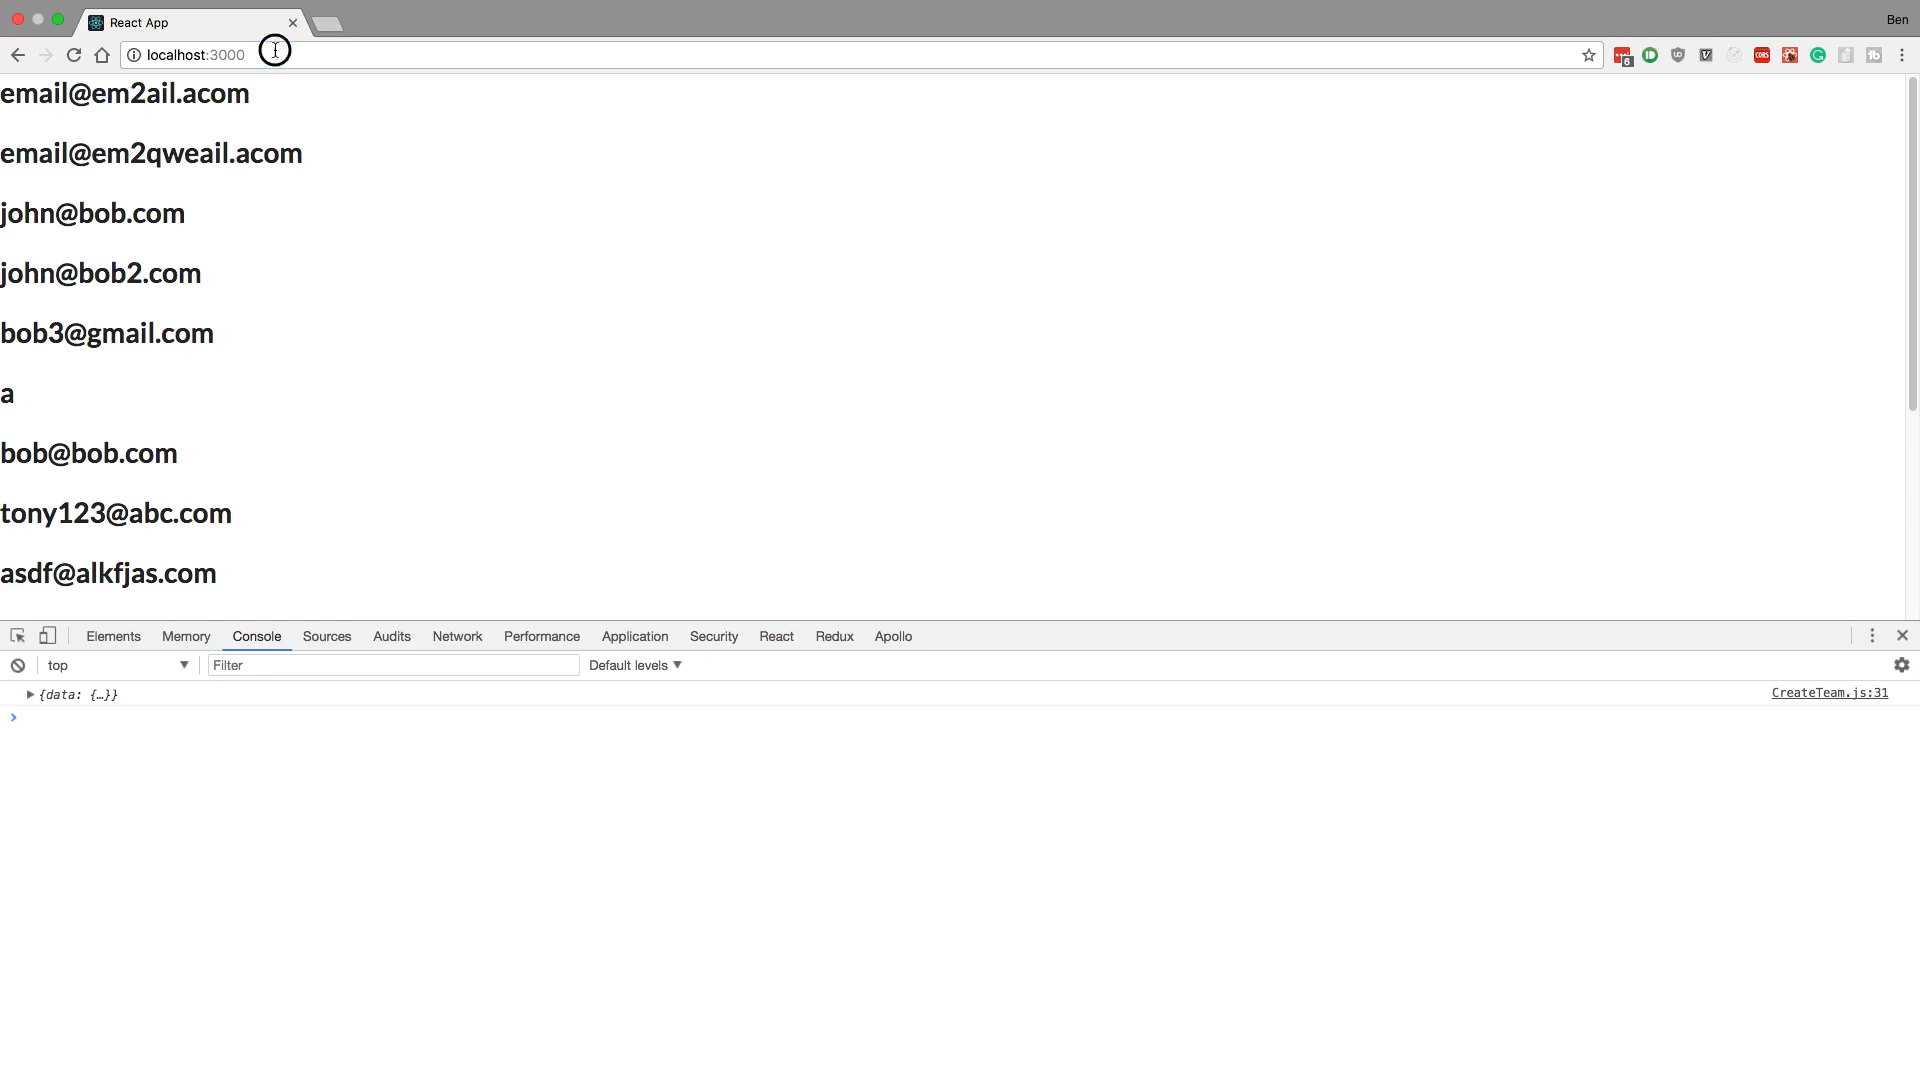 React App
Ben
localhost:3000
6
CORS
email@em2ail.acom
email@em2qweail.acom
john@bob.com
john@bob2.com
bob3@gmail.com
a
bob@bob.com
tony123@abc.com
asdf@alkfjas.com
Elements Memory Console Sources Audits Network Performance Application Security React Redux Apollo
top Filter Default levels
{data: {…}} CreateTeam.js:31